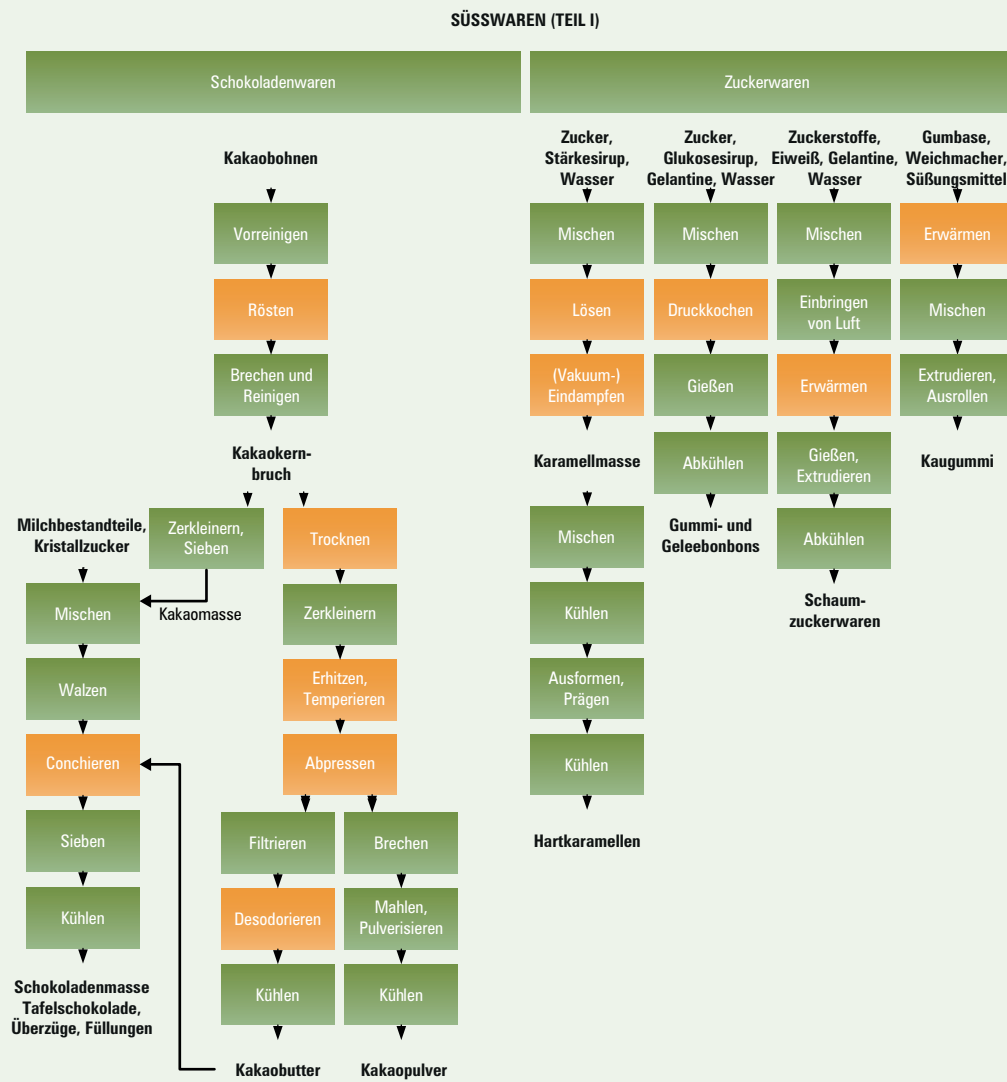 SÜSSWAREN (TEIL I)
Schokoladenwaren
Kakaobohnen
Vorreinigen
Rösten
Brechen und
Reinigen
Kakaokern-
bruch
Milchbestandteile,
Kristallzucker
Zerkleinern,
Sieben
Kakaomasse
Mischen
Walzen
Conchieren
Sieben
Kühlen
Schokoladenmasse
Tafelschokolade,
Überzüge, Füllungen
Trocknen
Zerkleinern
Erhitzen,
Temperieren
Abpressen
Filtrieren
Desodorieren
Kühlen
Kakaobutter
Brechen
Mahlen,
Pulverisieren
Kühlen
Kakaopulver
Zuckerwaren
Zucker,
Stärkesirup,
Wasser
Mischen
Lösen
(Vakuum-)
Eindampfen
Karamellmasse
Mischen
Kühlen
Ausformen,
Prägen
Kühlen
Hartkaramellen
Zucker,
Glukosesirup,
Gelantine, Wasser
Mischen
Druckkochen
Gießen
Abkühlen
Gummi- und
Geleebonbons
Zuckerstoffe,
Eiweiß, Gelantine,
Wasser
Mischen
Einbringen
von Luft
Erwärmen
Gießen,
Extrudieren
Abkühlen
Schaum-
zuckerwaren
Gumbase,
Weichmacher,
Süßungsmittel
Erwärmen
Mischen
Extrudieren,
Ausrollen
Kaugummi